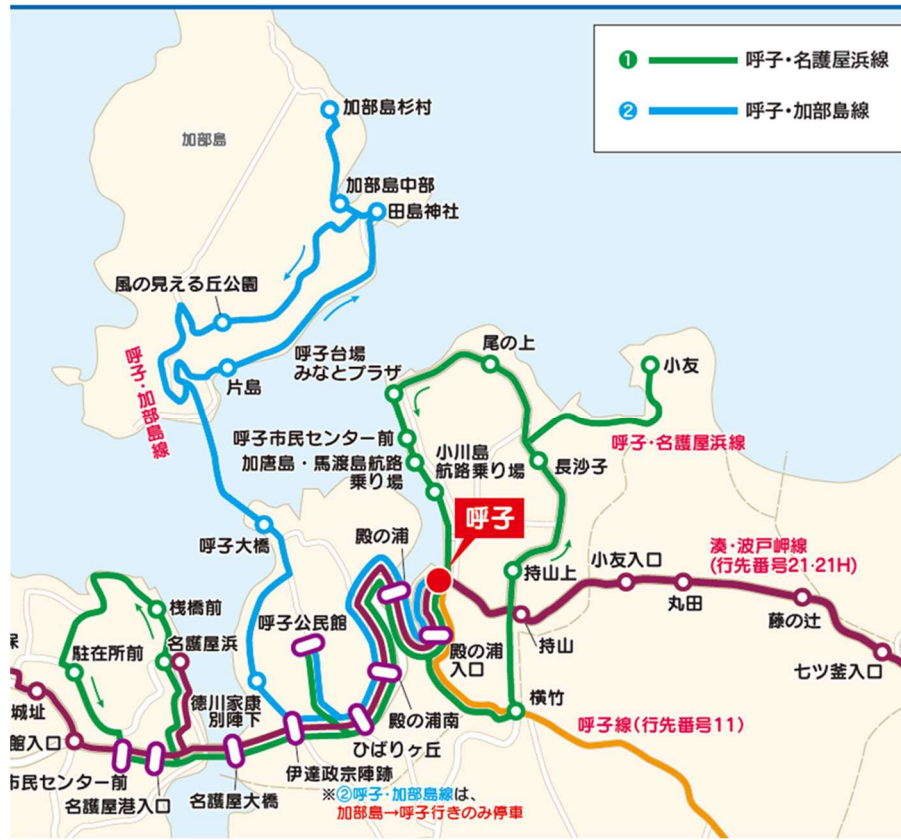 ❶ 呼子・名護屋浜線
❷ 呼子・加部島線
加部島杉村
加部島
加部島中部
田島神社
風の見える丘公園
呼子・加部島線
片島
呼子台場
みなとプラザ
尾の上
小友
呼子市民センター前
加唐島・馬渡島航路
乗り場
小川島
航路乗り場
長沙子
呼子・名護屋浜線
呼子
呼子大橋
殿の浦
持山上
小友入口
湊・波戸岬線
(行先番号21・21H)
丸田
藤の辻
持山
七ツ釜入口
桟橋前
名護屋浜
駐在所前
呼子公民館
殿の浦
入口
横竹
城址
徳川家康
別陣下
殿の浦南
呼子線(行先番号11)
館入口
ひばりヶ丘
市民センター前
名護屋港入口
名護屋大橋
伊達政宗陣跡
※②呼子・加部島線は、
加部島→呼子行きのみ停車